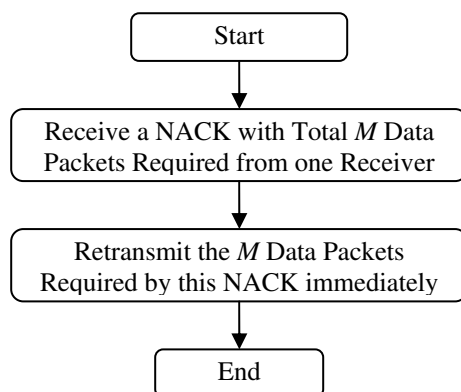 Start
Receive a NACK with Total M Data
Packets Required from one Receiver
Retransmit the M Data Packets
Required by this NACK immediately
End